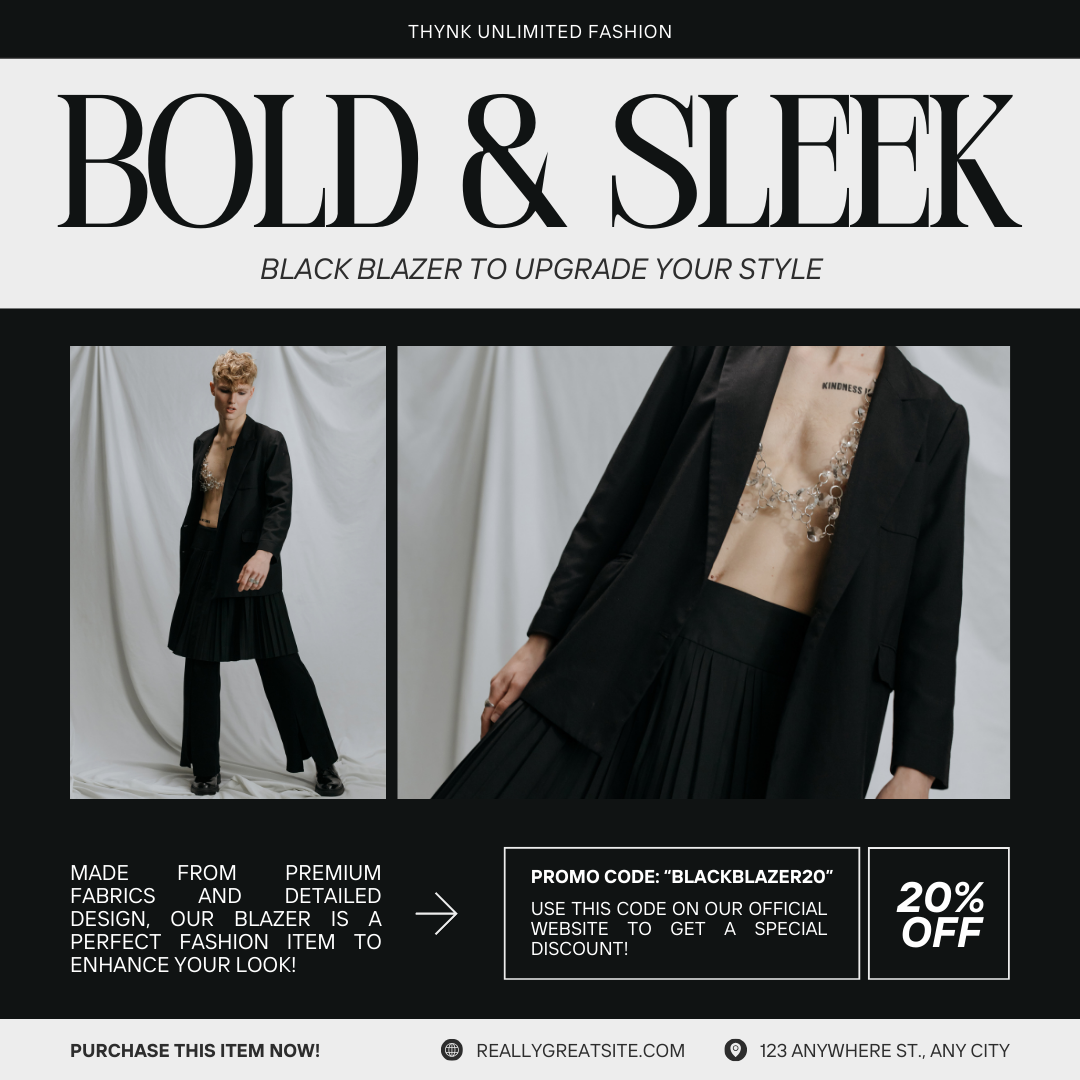 THYNK UNLIMITED FASHION
BOLD & SLEEK
BLACK BLAZER TO UPGRADE YOUR STYLE
KINDNESS
MADE FROM PREMIUM
FABRICS AND DETAILED
DESIGN, OUR BLAZER IS A
PERFECT FASHION ITEM TO
ENHANCE YOUR LOOK!
PROMO CODE: “BLACKBLAZER20”
USE THIS CODE ON OUR OFFICIAL
WEBSITE TO GET A SPECIAL
DISCOUNT!
20%
OFF
PURCHASE THIS ITEM NOW!
REALLYGREATSITE.COM
123 ANYWHERE ST., ANY CITY